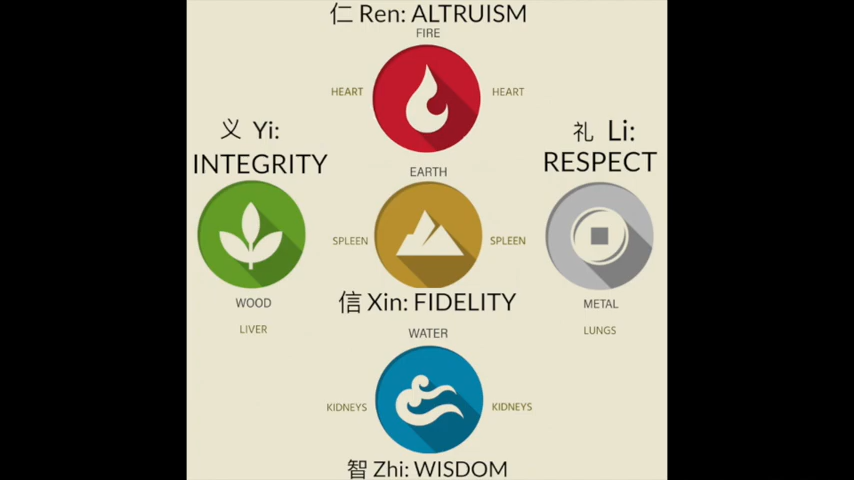 仁 Ren: ALTRUISM
FIRE
HEART
HEART
义 Yi:
INTEGRITY
礼 Li:
RESPECT
EARTH
SPLEEN
SPLEEN
WOOD
LIVER
METAL
LUNGS
信 Xin: FIDELITY
WATER
KIDNEYS
KIDNEYS
智 Zhi: WISDOM